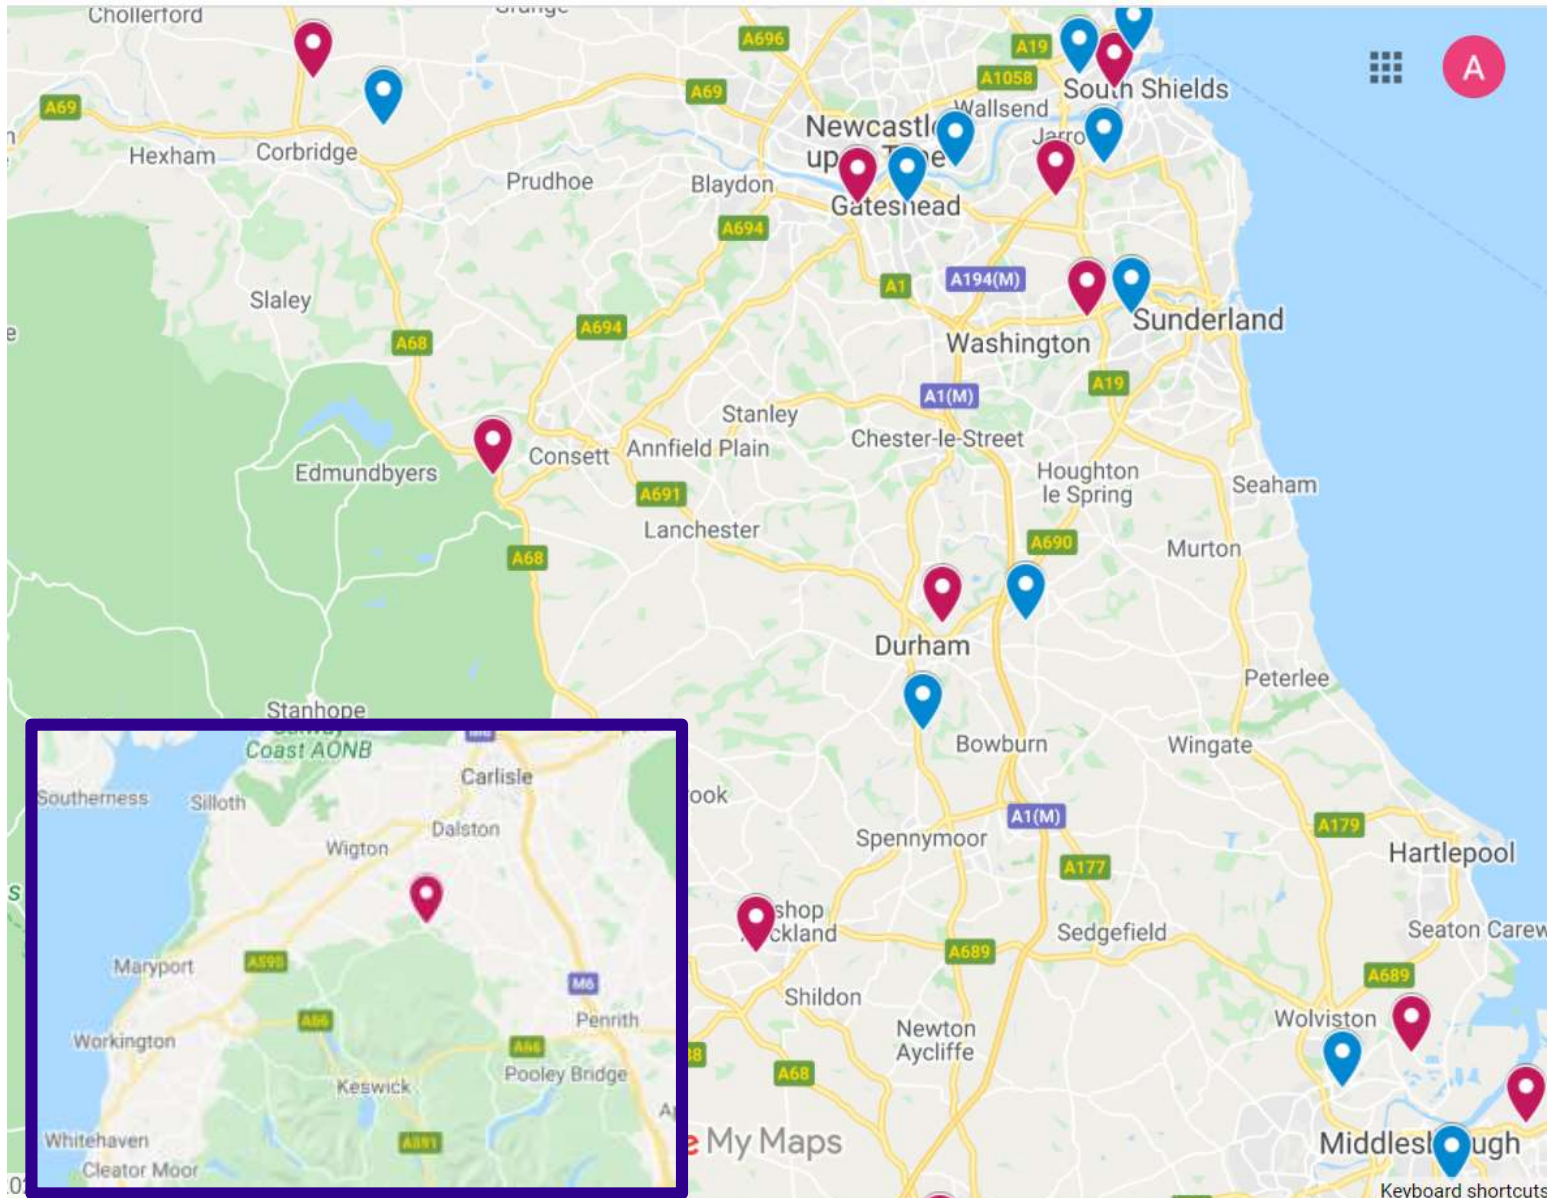 Chollerford
A696
A19
A1058
South Shields
A
A69
A69
Wallsend
Newcastle
Hexham
Corbridge
Prudhoe
Blaydon
Gateshead
A694
Slaley
A1
A194(M)
Sunderland
A68
A694
Washington
A1(M)
A19
Stanley
Chester-le-Street
Edmundbyers
Consett
Annfield Plain
Houghton
le Spring
Seaham
A691
Lanchester
A690
Murton
A68
Durham
Peterlee
Stanhope
Bowburn
Wingate
Coast AONB
Carlisle
Southerness
Silloth
ook
A1(M)
A179
Dalston
Wigton
Spennymoor
Hartlepool
A177
shop
ckland
Sedgefield
Seaton Carew
A689
A689
Maryport
A66
M6
Penrith
Shildon
Wolviston
Newton
Aycliffe
Workington
A66
A68
Keswick
Pooley Bridge
Whitehaven
A591
Cleator Moor
e My Maps
Middlesbrough
Keyboard shortcuts